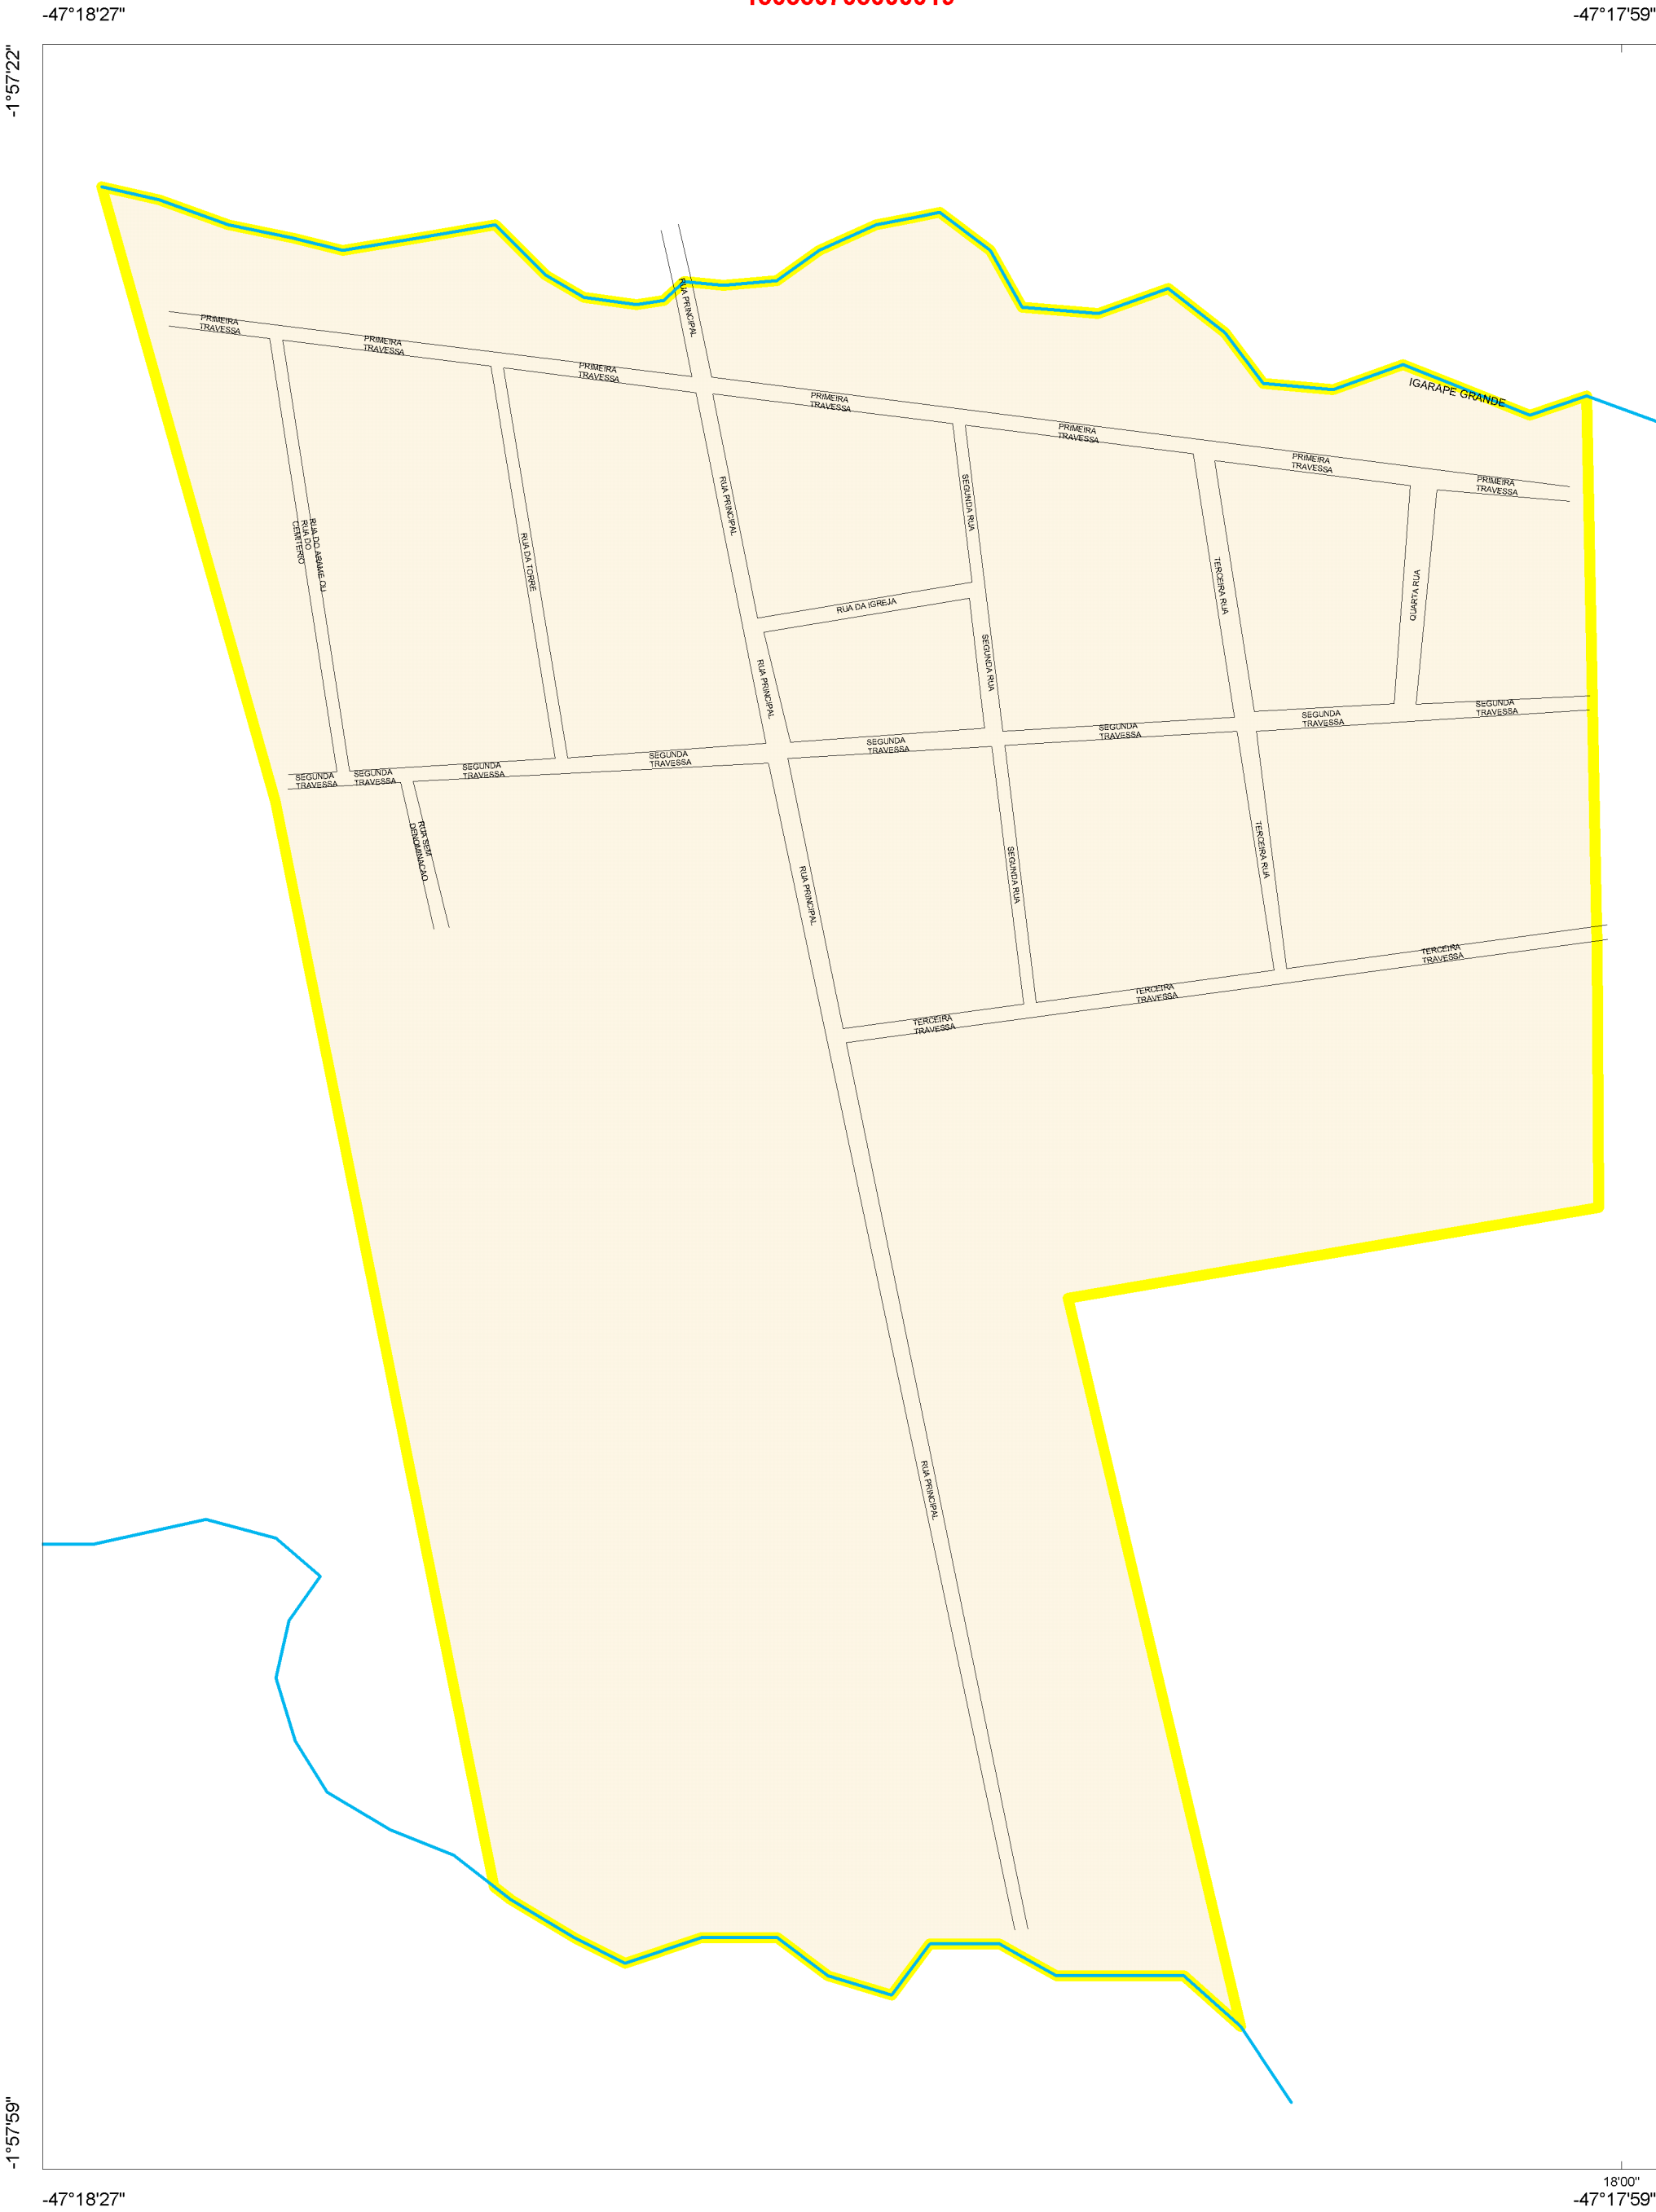 -47°18'27"
-47°17'59"
-1°57'22"
RUA PRINCIPAL
PRIMEIRA
TRAVESSA
PRIMEIRA
TRAVESSA
PRIMEIRA
TRAVESSA
PRIMEIRA
TRAVESSA
IGARAPE GRANDE
PRIMEIRA
TRAVESSA
PRIMEIRA
TRAVESSA
PRIMEIRA
TRAVESSA
RUA DO ARAME OU
RUA DO
CEMITERIO
RUA DA TORRE
RUA PRINCIPAL
SEGUNDA RUA
TERCEIRA RUA
QUARTA RUA
RUA DA IGREJA
RUA PRINCIPAL
SEGUNDA RUA
SEGUNDA
TRAVESSA
SEGUNDA
TRAVESSA
SEGUNDA
TRAVESSA
SEGUNDA
TRAVESSA
SEGUNDA
TRAVESSA
SEGUNDA
TRAVESSA
SEGUNDA
TRAVESSA
SEGUNDA
TRAVESSA
RUA SEM
DENOMINACAO
RUA PRINCIPAL
SEGUNDA RUA
TERCEIRA RUA
TERCEIRA
TRAVESSA
TERCEIRA
TRAVESSA
TERCEIRA
TRAVESSA
RUA PRINCIPAL
-1°57'59"
18'00"
-47°18'27"
-47°17'59"